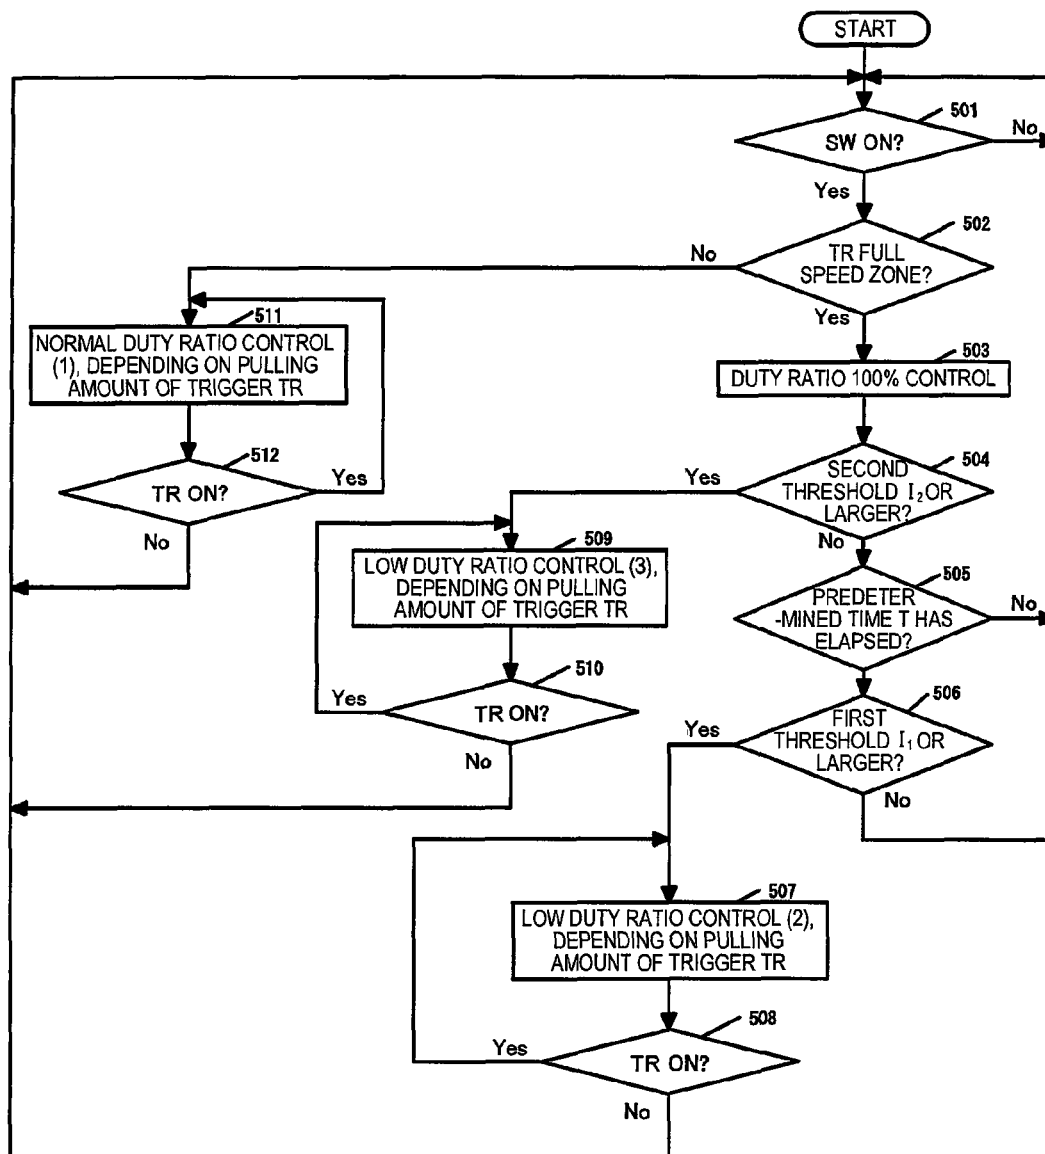 START
501
SW ON?
No
Yes
502
TR FULL
SPEED ZONE?
No
Yes
511
NORMAL DUTY RATIO CONTROL
(1), DEPENDING ON PULLING
AMOUNT OF TRIGGER TR
503
DUTY RATIO 100% CONTROL
512
TR ON?
Yes
No
504
SECOND
THRESHOLD I₂ OR
LARGER?
Yes
No
509
LOW DUTY RATIO CONTROL (3),
DEPENDING ON PULLING
AMOUNT OF TRIGGER TR
505
PREDETER
-MINED TIME T HAS
ELAPSED?
No
510
TR ON?
Yes
No
506
FIRST
THRESHOLD I₁ OR
LARGER?
Yes
No
507
LOW DUTY RATIO CONTROL (2),
DEPENDING ON PULLING
AMOUNT OF TRIGGER TR
508
TR ON?
Yes
No